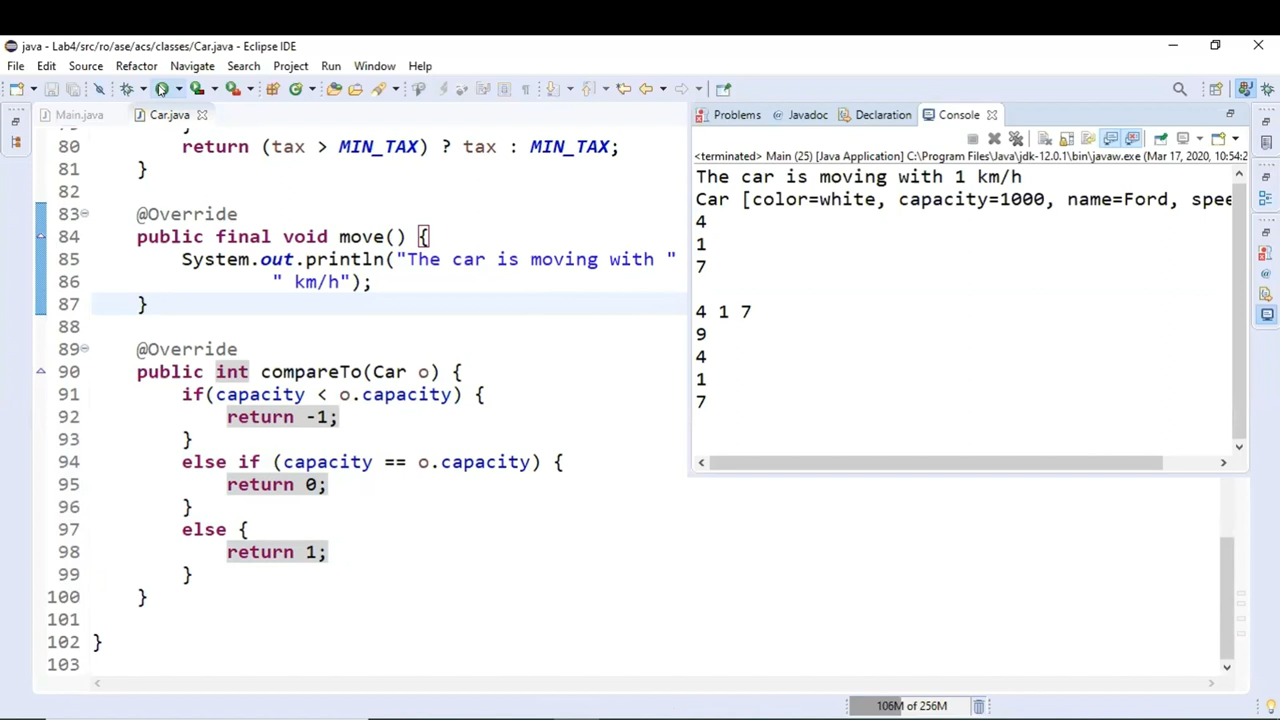 java - Lab4/src/ro/ase/acs/classes/Car.java - Eclipse IDE
File Edit Source Refactor Navigate Search Project Run Window Help
Main.java Car.java
80 return (tax > MIN_TAX) ? tax : MIN_TAX;
81 }
82
83 @Override
84 public final void move() {
85 System.out.println("The car is moving with "
86 " km/h");
87 }
88
89 @Override
90 public int compareTo(Car o) {
91 if(capacity < o.capacity) {
92 return -1;
93 }
94 else if (capacity == o.capacity) {
95 return 0;
96 }
97 else {
98 return 1;
99 }
100 }
101
102 }
103
Problems @ Javadoc Declaration Console
<terminated> Main (25) [Java Application] C:\Program Files\Java\jdk-12.0.1\bin\javaw.exe (Mar 17, 2020, 10:54:2
The car is moving with 1 km/h
Car [color=white, capacity=1000, name=Ford, spee
4
1
7
4 1 7
9
4
1
7
106M of 256M